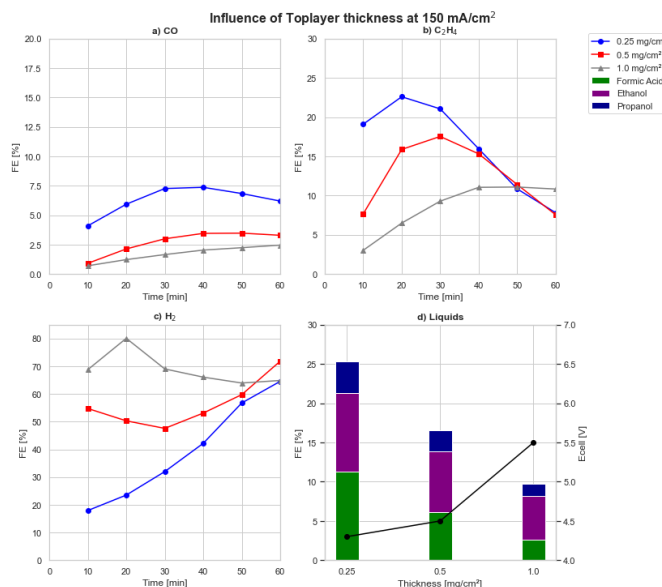 Influence of Toplayer thickness at 150 mA/cm²
a) CO
FE [%]
20.0
17.5
15.0
12.5
10.0
7.5
5.0
2.5
0.0
0 10 20 30 40 50 60
Time [min]
b) C₂H₄
FE [%]
30
25
20
15
10
5
0
0 10 20 30 40 50 60
Time [min]
0.25 mg/cm²
0.5 mg/cm²
1.0 mg/cm²
Formic Acid
Ethanol
Propanol
c) H₂
FE [%]
80
70
60
50
40
30
20
10
0
0 10 20 30 40 50 60
Time [min]
d) Liquids
FE [%]
30
25
20
15
10
5
0
0.25 0.5 1.0
Thickness [mg/cm²]
7.0
6.5
6.0
5.5
5.0
4.5
4.0
Ecell [V]